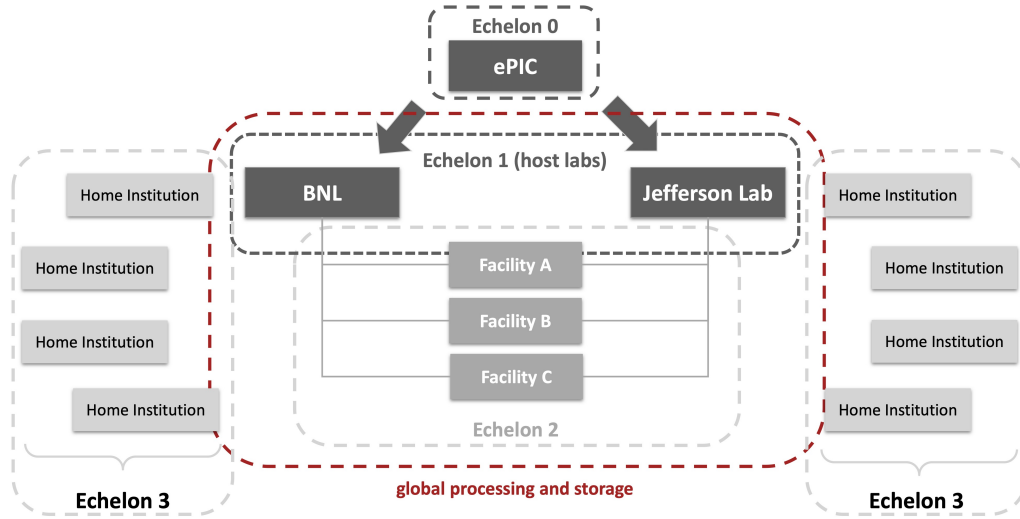 Echelon 0
ePIC
Echelon 1 (host labs)
BNL
Jefferson Lab
Home Institution
Home Institution
Home Institution
Home Institution
Facility A
Facility B
Facility C
Echelon 2
Home Institution
Home Institution
Home Institution
Home Institution
Echelon 3
global processing and storage
Echelon 3